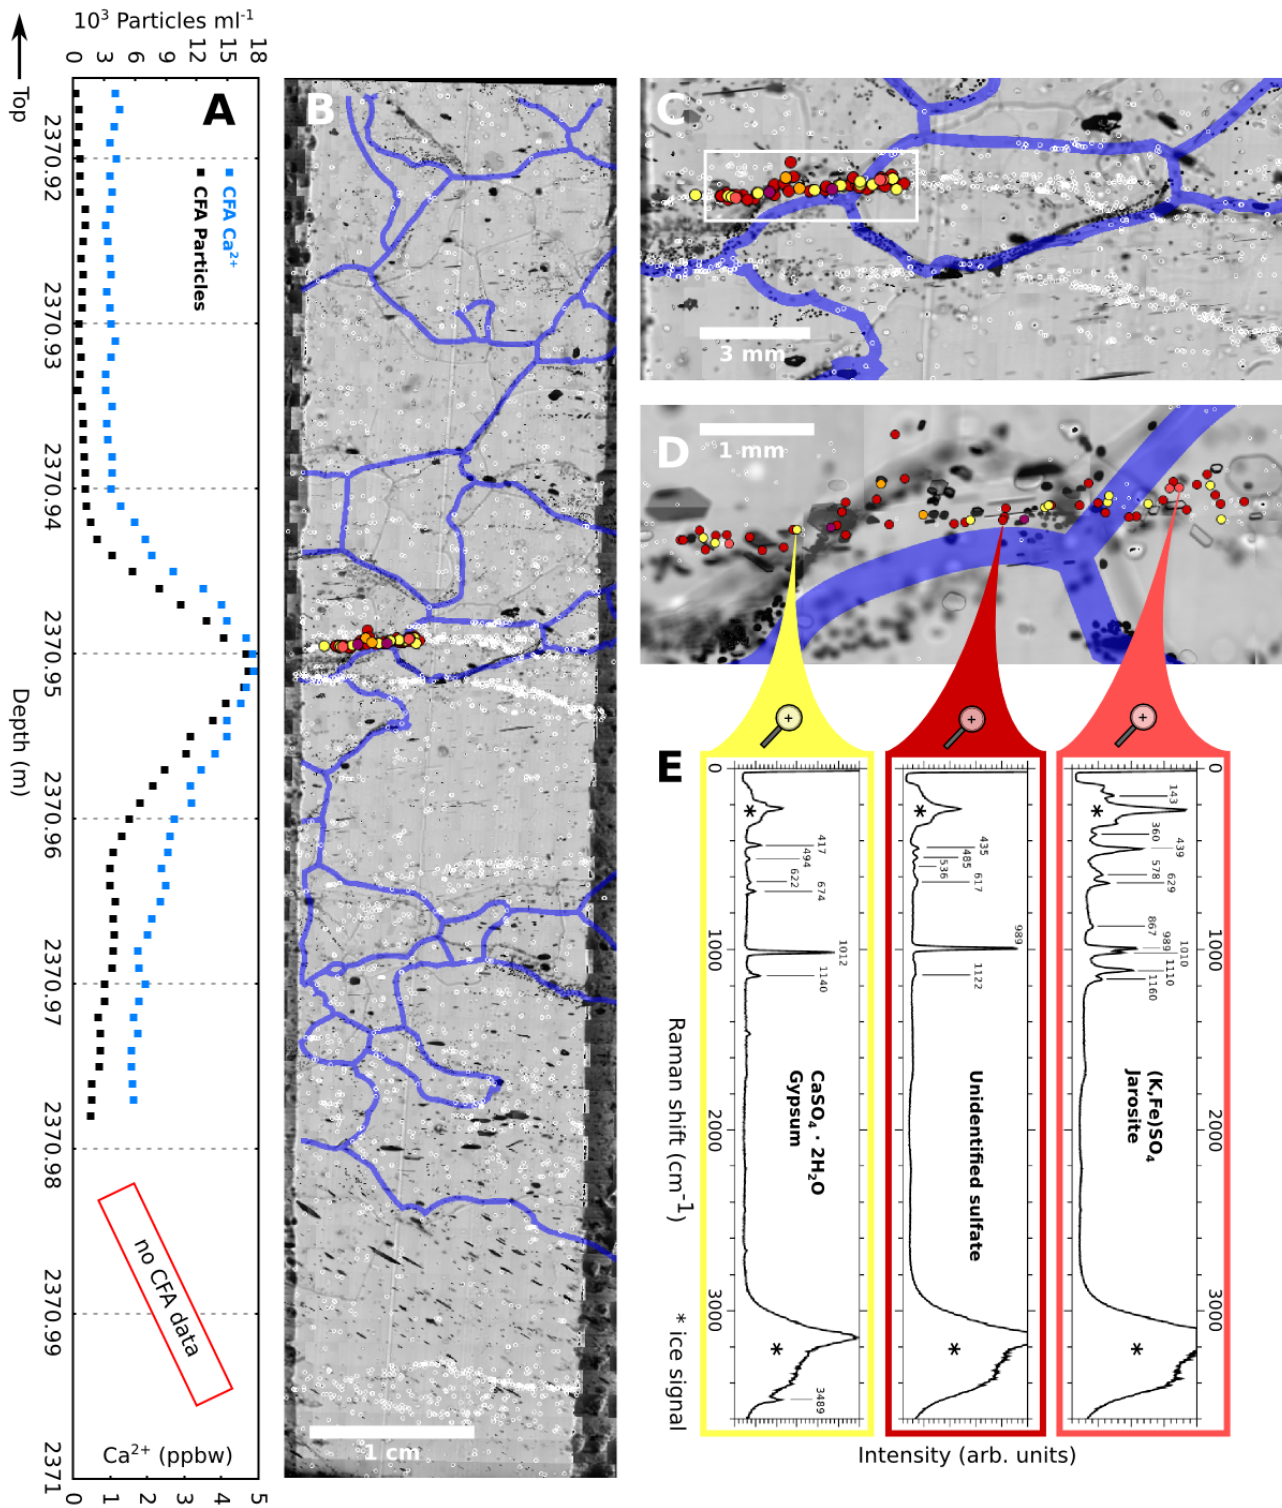 10³ Particles ml⁻¹
0 3 6 9 12 15 18
Top
A
CFA Ca²⁺
CFA Particles
2370.92
2370.93
2370.94
2370.95
2370.96
2370.97
2370.98
2370.99
2371
Depth (m)
no CFA data
Ca²⁺ (ppbw)
0 1 2 3 4 5
B
1 cm
C
3 mm
D
1 mm
E
0
1000
2000
3000
Raman shift (cm⁻¹)
* ice signal
*
417
494
622
674
1012
1140
CaSO₄ · 2H₂O
Gypsum
*
3489
*
435
485
536
617
989
1122
Unidentified sulfate
*
143
*
360
439
578
629
867
989
1010
1110
1160
(K,Fe)SO₄
Jarosite
*
0
1000
2000
3000
Intensity (arb. units)